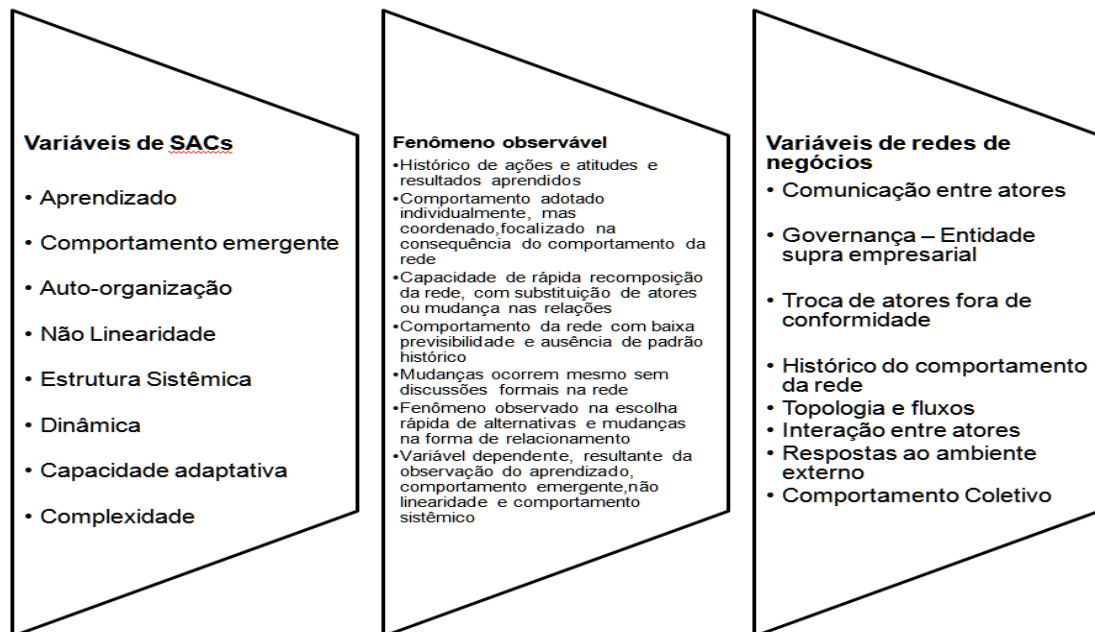 Variáveis de SACs
• Aprendizado
• Comportamento emergente
• Auto-organização
• Não Linearidade
• Estrutura Sistêmica
• Dinâmica
• Capacidade adaptativa
• Complexidade
Fenômeno observável
•Histórico de ações e atitudes e
resultados aprendidos
•Comportamento adotado
individualmente, mas
coordenado,focalizado na
consequência do comportamento da
rede
•Capacidade de rápida recomposição
da rede, com substituição de atores
ou mudança nas relações
•Comportamento da rede com baixa
previsibilidade e ausência de padrão
histórico
•Mudanças ocorrem mesmo sem
discussões formais na rede
•Fenômeno observado na escolha
rápida de alternativas e mudanças
na forma de relacionamento
•Variável dependente, resultante da
observação do aprendizado,
comportamento emergente,não
linearidade e comportamento
sistêmico
Variáveis de redes de
negócios
• Comunicação entre atores
• Governança – Entidade
supra empresarial
• Troca de atores fora de
conformidade
• Histórico do comportamento
da rede
• Topologia e fluxos
• Interação entre atores
• Respostas ao ambiente
externo
• Comportamento Coletivo